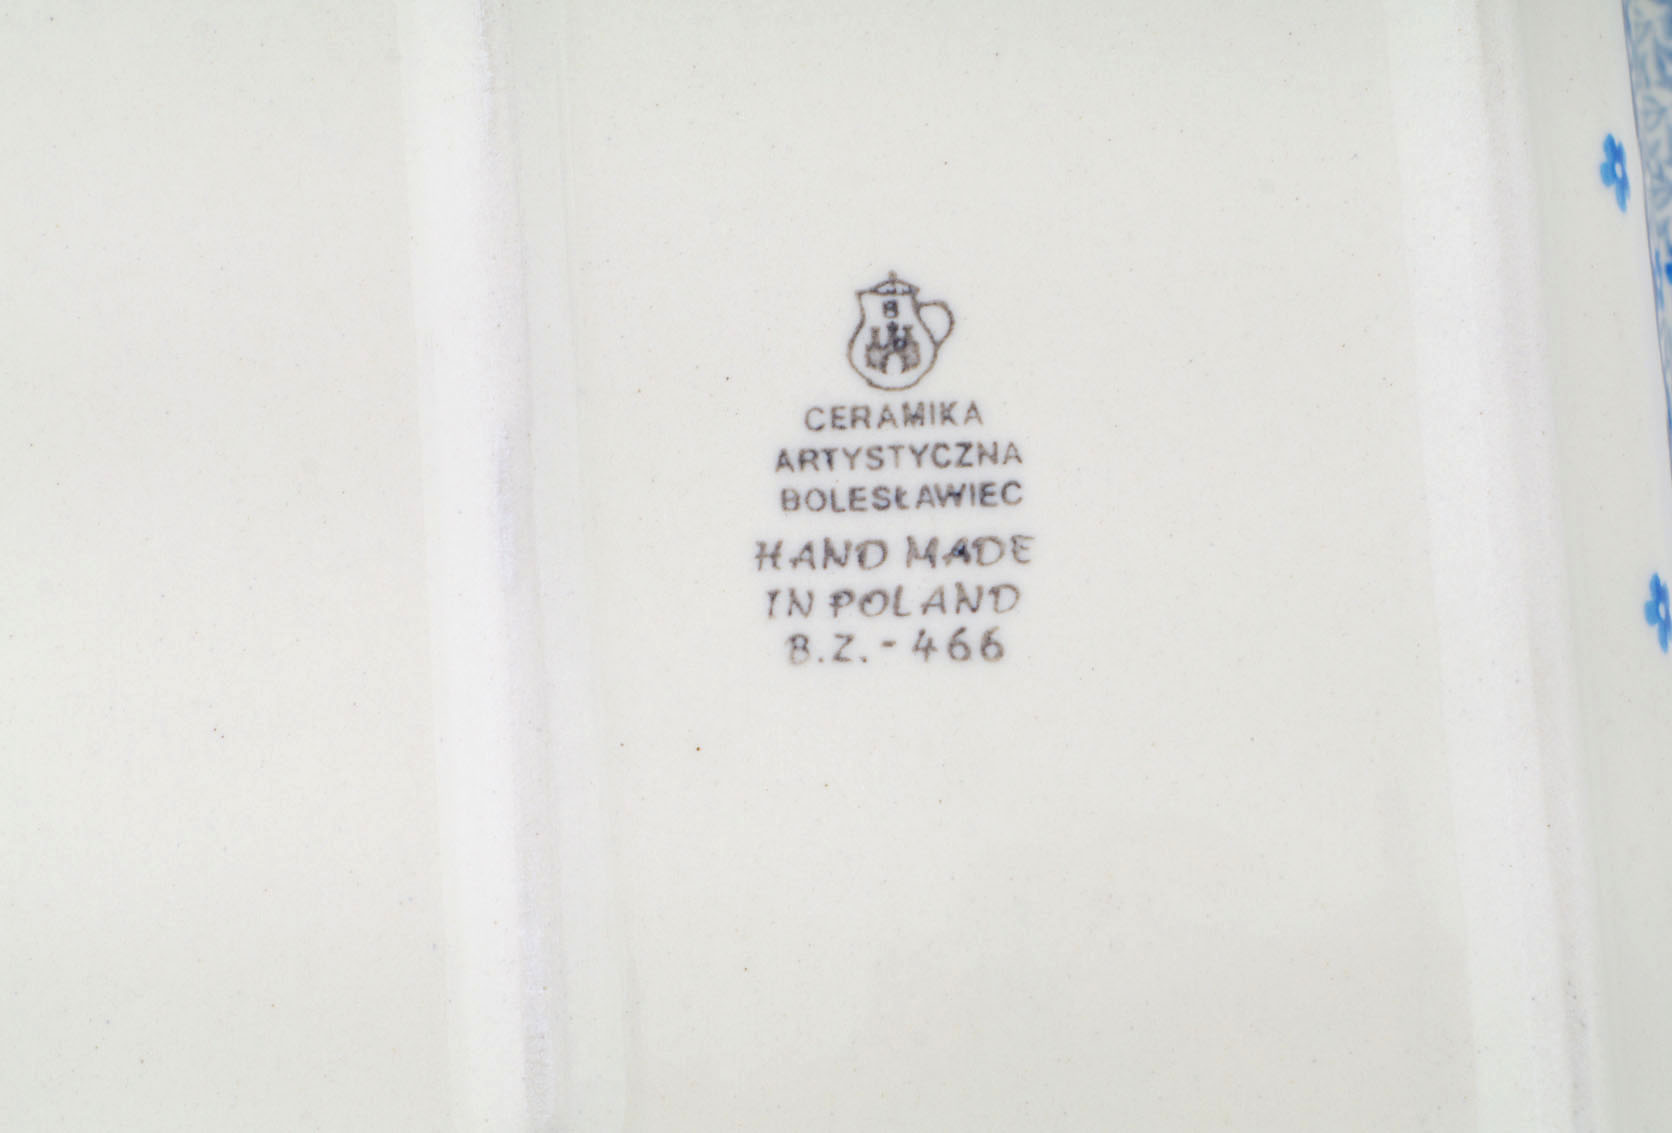 B
CERAMIKA
ARTYSTYCZNA
BOLESŁAWIEC
HAND MADE
IN POLAND
B.Z.-466